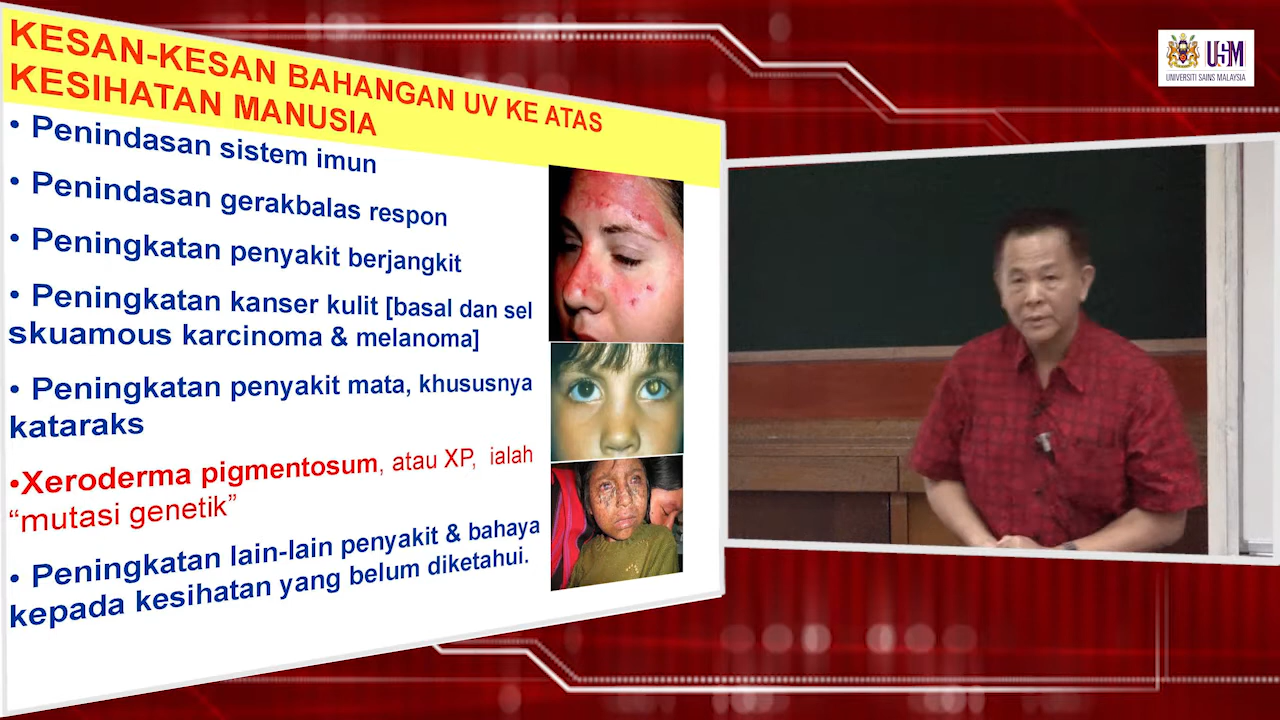 KESAN-KESAN BAHANGAN UV KE ATAS
KESIHATAN MANUSIA
• Penindasan sistem imun
• Penindasan gerakbalas respon
• Peningkatan penyakit berjangkit
• Peningkatan kanser kulit [basal dan sel
skuamous karcinoma & melanoma]
• Peningkatan penyakit mata, khususnya
kataraks
•Xeroderma pigmentosum, atau XP, ialah
“mutasi genetik”
• Peningkatan lain-lain penyakit & bahaya
kepada kesihatan yang belum diketahui.
USM
UNIVERSITI SAINS MALAYSIA